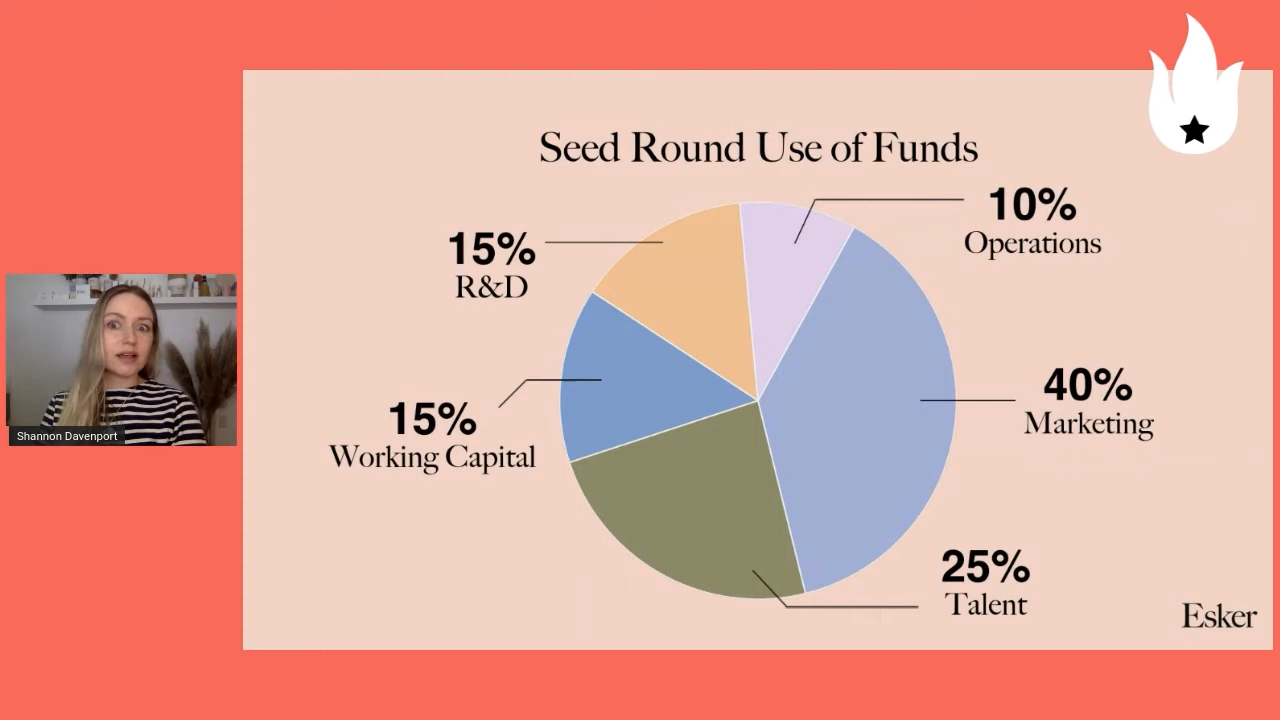 Seed Round Use of Funds
10%
Operations
15%
R&D
40%
Marketing
15%
Working Capital
25%
Talent
Esker
Shannon Davenport